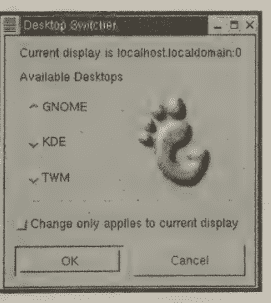 Desktop Switcher
Current display is localhost.localdomain:0
Available Desktops
GNOME
KDE
TWM
Change only applies to current display
OK
Cancel